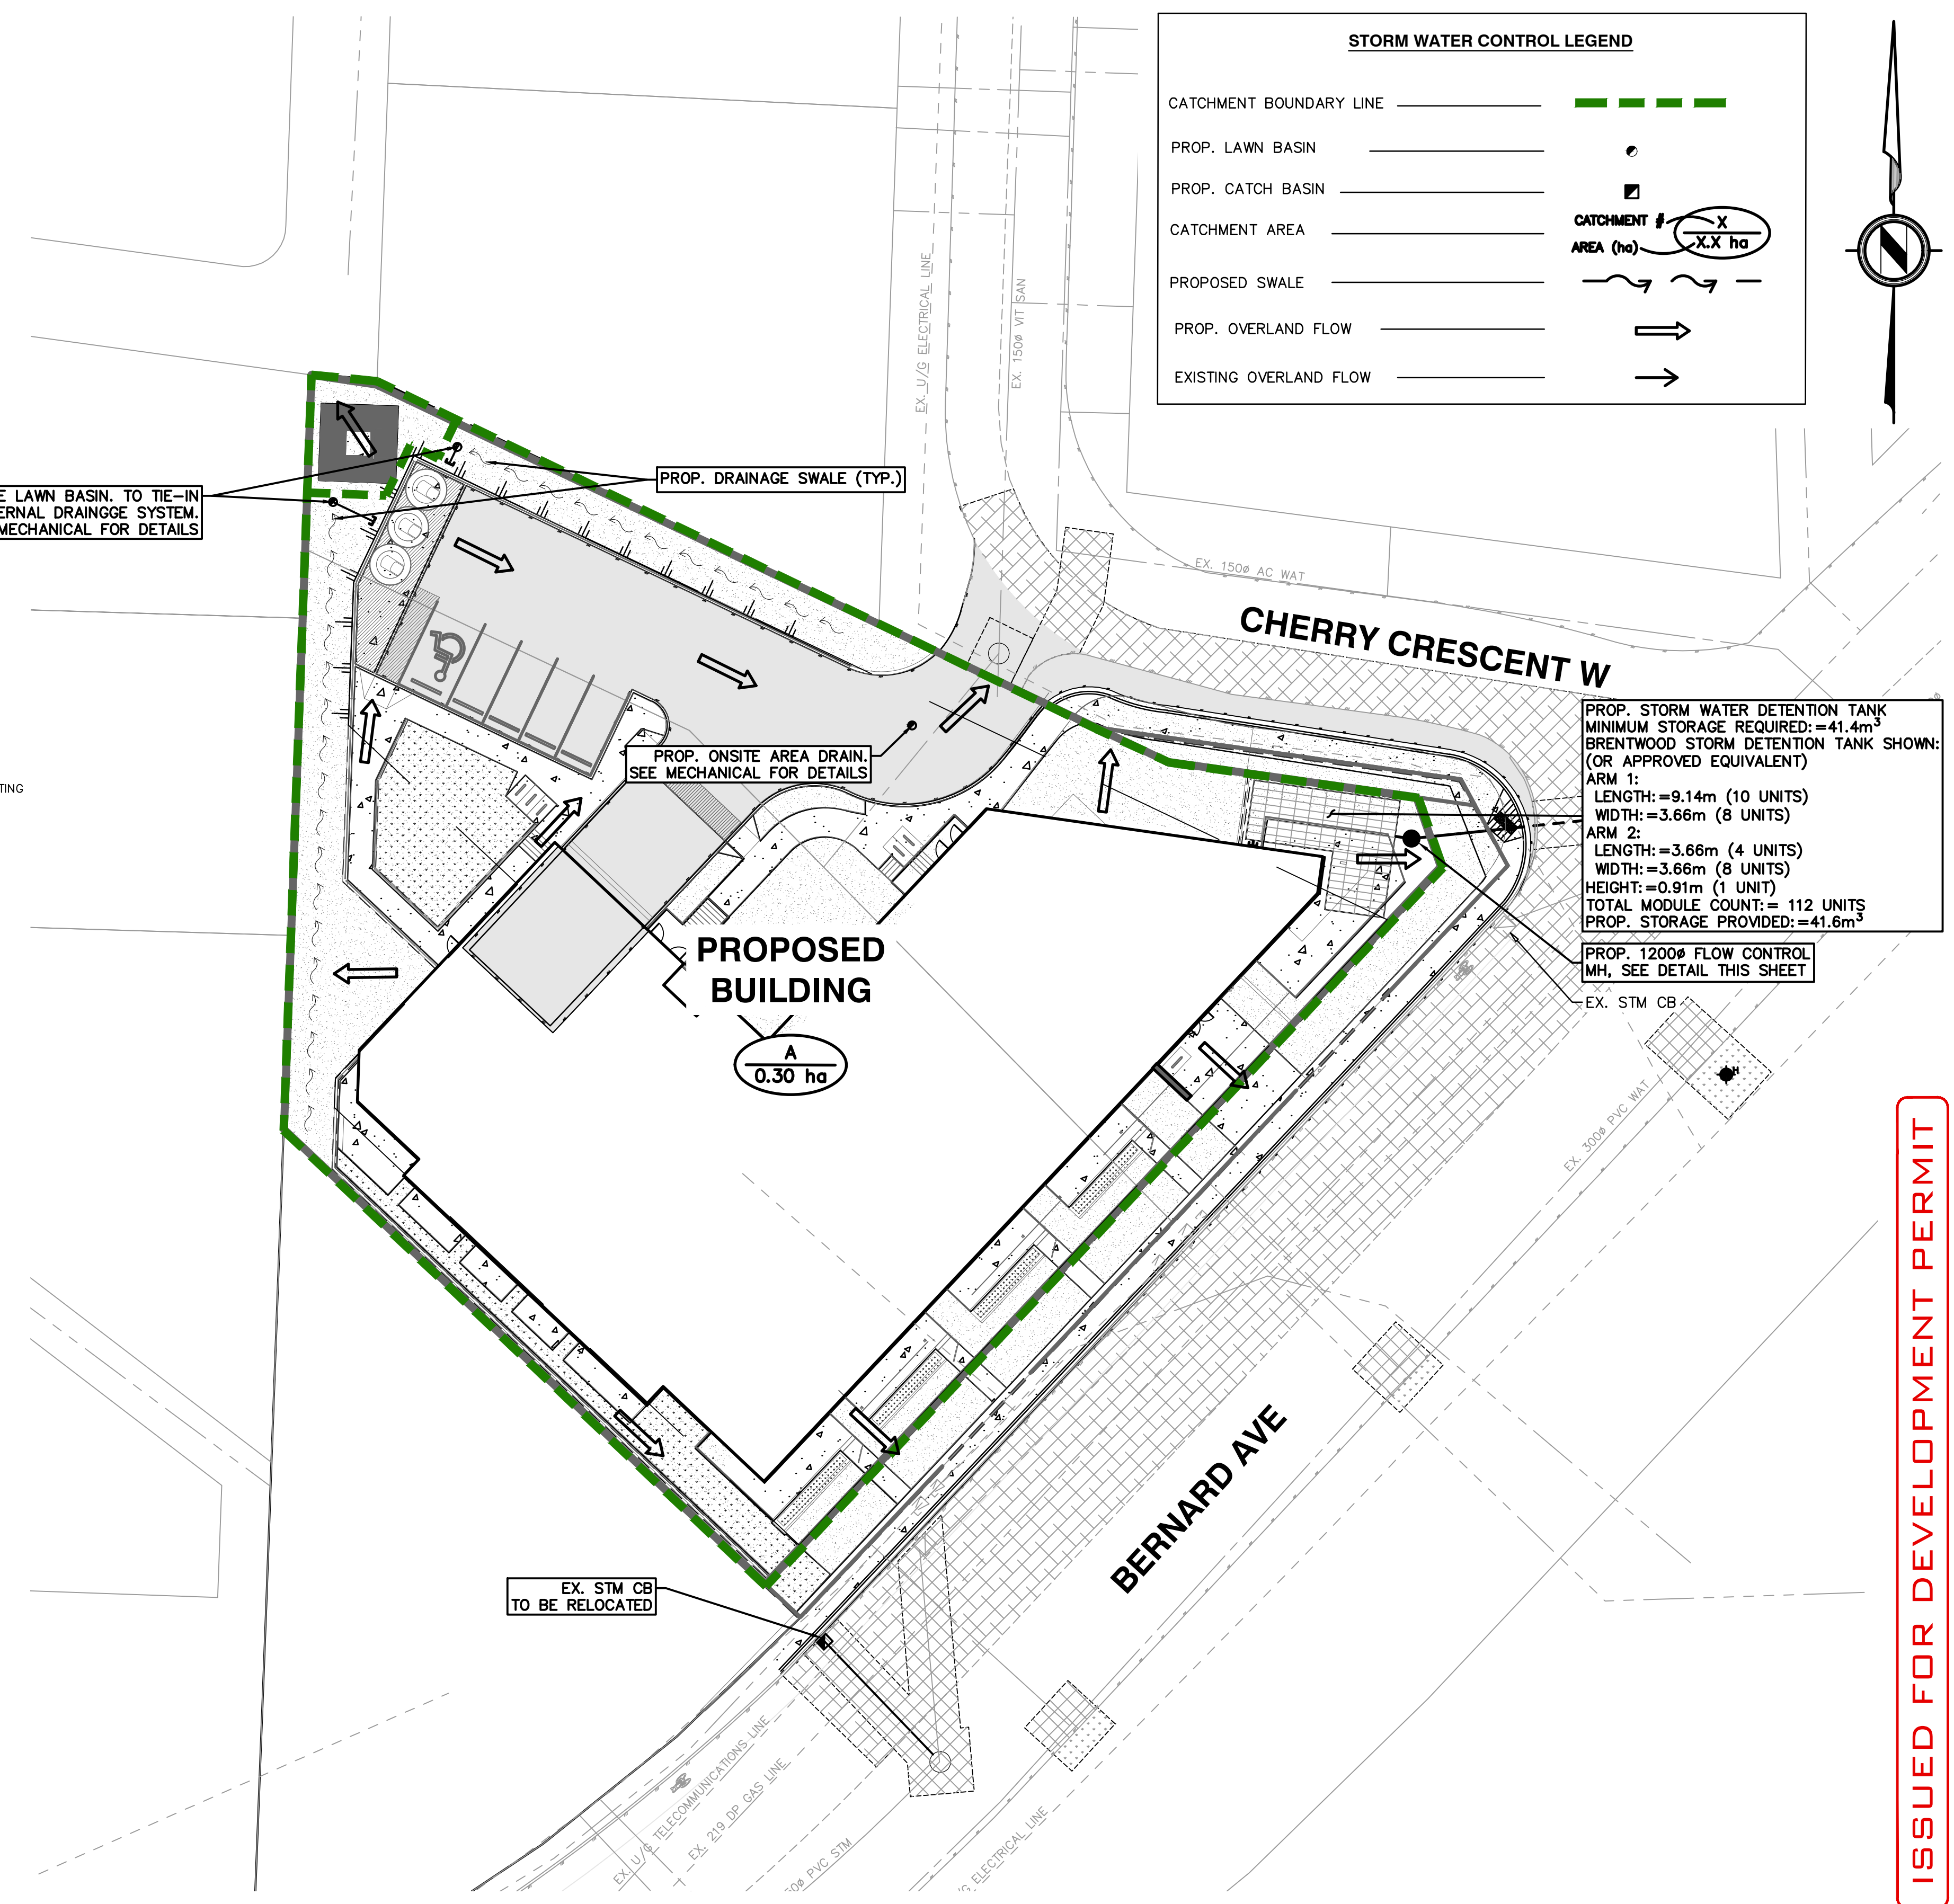 STORM WATER CONTROL LEGEND
CATCHMENT BOUNDARY LINE
PROP. LAWN BASIN
PROP. CATCH BASIN
CATCHMENT AREA
CATCHMENT #
AREA (ha)
X
X.X ha
PROPOSED SWALE
PROP. OVERLAND FLOW
EXISTING OVERLAND FLOW
N
EX. U/G ELECTRICAL LINE
EX. 150ø VIT SAN
PROP. DRAINAGE SWALE (TYP.)
E LAWN BASIN. TO TIE-IN
ERNAL DRAINGGE SYSTEM.
MECHANICAL FOR DETAILS
EX. 150ø AC WAT
CHERRY CRESCENT W
PROP. ONSITE AREA DRAIN.
SEE MECHANICAL FOR DETAILS
TING
PROP. STORM WATER DETENTION TANK
MINIMUM STORAGE REQUIRED:=41.4m³
BRENTWOOD STORM DETENTION TANK SHOWN:
(OR APPROVED EQUIVALENT)
ARM 1:
LENGTH:=9.14m (10 UNITS)
WIDTH:=3.66m (8 UNITS)
ARM 2:
LENGTH:=3.66m (4 UNITS)
WIDTH:=3.66m (8 UNITS)
HEIGHT:=0.91m (1 UNIT)
TOTAL MODULE COUNT:= 112 UNITS
PROP. STORAGE PROVIDED:=41.6m³
PROP. 1200ø FLOW CONTROL
MH, SEE DETAIL THIS SHEET
EX. STM CB
PROPOSED
BUILDING
A
0.30 ha
H
EX. 300ø PVC WAT
BERNARD AVE
EX. STM CB
TO BE RELOCATED
EX. U/G TELECOMMUNICATIONS LINE
EX. 219 DP GAS LINE
50ø PVC STM
/G ELECTRICAL LINE
ISSUED FOR DEVELOPMENT PERMIT